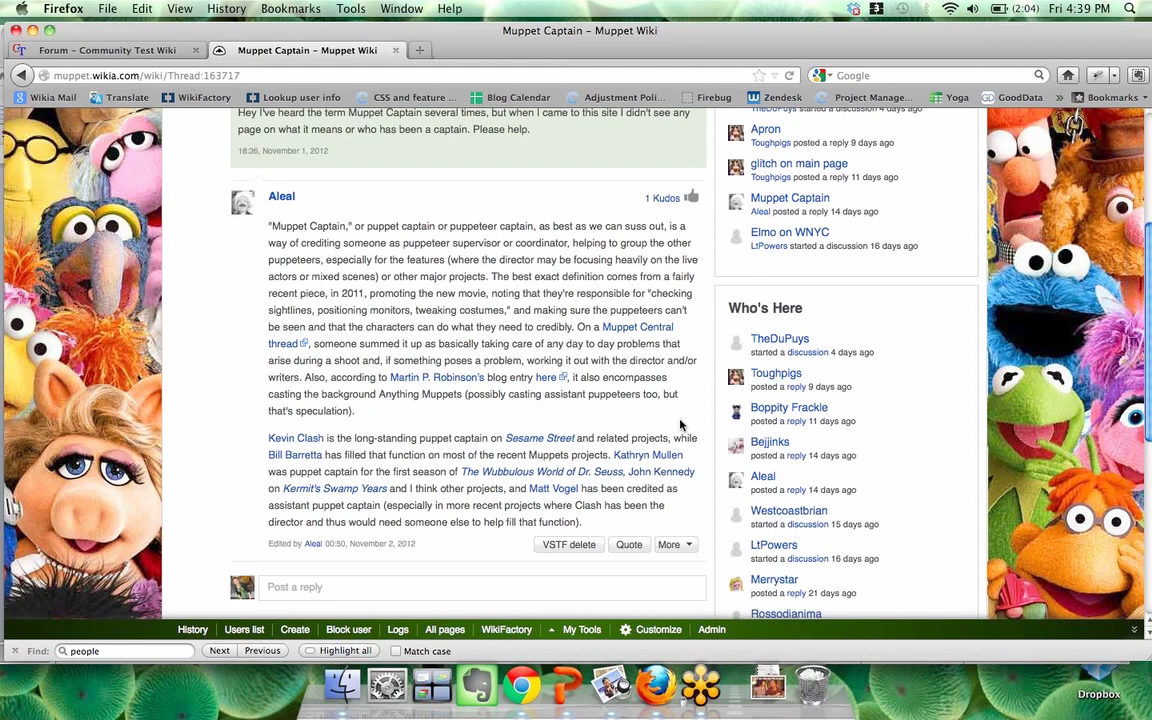 Firefox File Edit View History Bookmarks Tools Window Help 3 (2:04) Fri 4:39 PM
Muppet Captain – Muppet Wiki
Forum – Community Test Wiki Muppet Captain – Muppet Wiki
muppet.wikia.com/wiki/Thread:163717 Google
Wikia Mail Translate WikiFactory Lookup user info CSS and feature ... Blog Calendar Adjustment Poli... Firebug Zendesk Project Manage... Yoga GoodData » Bookmarks
Hey I've heard the term Muppet Captain several times, but when I came to this site I didn't see any
page on what it means or who has been a captain. Please help.
18:36, November 1, 2012
Aleal
1 Kudos
"Muppet Captain," or puppet captain or puppeteer captain, as best as we can suss out, is a
way of crediting someone as puppeteer supervisor or coordinator, helping to group the other
puppeteers, especially for the features (where the director may be focusing heavily on the live
actors or mixed scenes) or other major projects. The best exact definition comes from a fairly
recent piece, in 2011, promoting the new movie, noting that they're responsible for "checking
sightlines, positioning monitors, tweaking costumes," and making sure the puppeteers can't
be seen and that the characters can do what they need to credibly. On a Muppet Central
thread, someone summed it up as basically taking care of any day to day problems that
arise during a shoot and, if something poses a problem, working it out with the director and/or
writers. Also, according to Martin P. Robinson's blog entry here, it also encompasses
casting the background Anything Muppets (possibly casting assistant puppeteers too, but
that's speculation).
Kevin Clash is the long-standing puppet captain on Sesame Street and related projects, while
Bill Barretta has filled that function on most of the recent Muppets projects. Kathryn Mullen
was puppet captain for the first season of The Wubbulous World of Dr. Seuss, John Kennedy
on Kermit's Swamp Years and I think other projects, and Matt Vogel has been credited as
assistant puppet captain (especially in more recent projects where Clash has been the
director and thus would need someone else to help fill that function).
Edited by Aleal 00:50, November 2, 2012
VSTF delete Quote More
Post a reply
TheDuPuys started a discussion 4 days ago
Apron
Toughpigs posted a reply 9 days ago
glitch on main page
Toughpigs posted a reply 11 days ago
Muppet Captain
Aleal posted a reply 14 days ago
Elmo on WNYC
LtPowers started a discussion 16 days ago
Who's Here
TheDuPuys
started a discussion 4 days ago
Toughpigs
posted a reply 9 days ago
Boppity Frackle
posted a reply 11 days ago
Bejjinks
posted a reply 14 days ago
Aleal
posted a reply 14 days ago
Westcoastbrian
started a discussion 15 days ago
LtPowers
started a discussion 16 days ago
Merrystar
posted a reply 21 days ago
Rossodianima
History Users list Create Block user Logs All pages WikiFactory My Tools Customize Admin
Find: people Next Previous Highlight all Match case
Dropbox